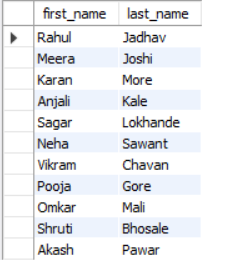 first_name last_name
Rahul Jadhav
Meera Joshi
Karan More
Anjali Kale
Sagar Lokhande
Neha Sawant
Vikram Chavan
Pooja Gore
Omkar Mali
Shruti Bhosale
Akash Pawar